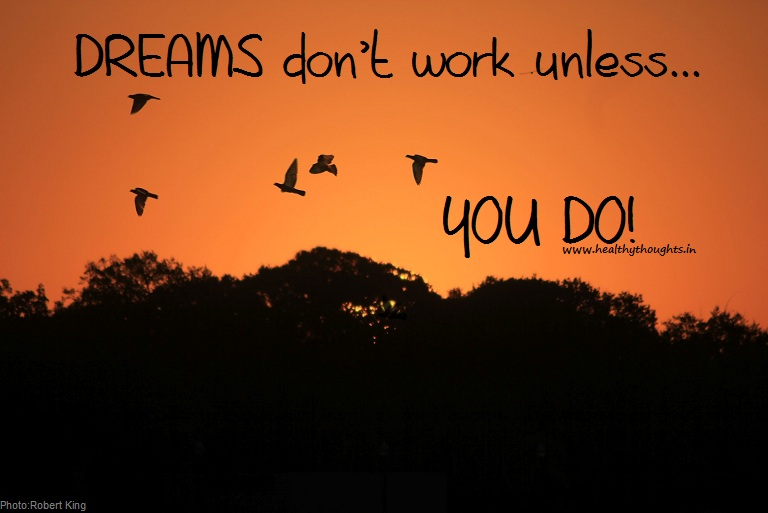 DREAMS don't work unless...
YOU DO!
www.healthythoughts.in
Photo:Robert King